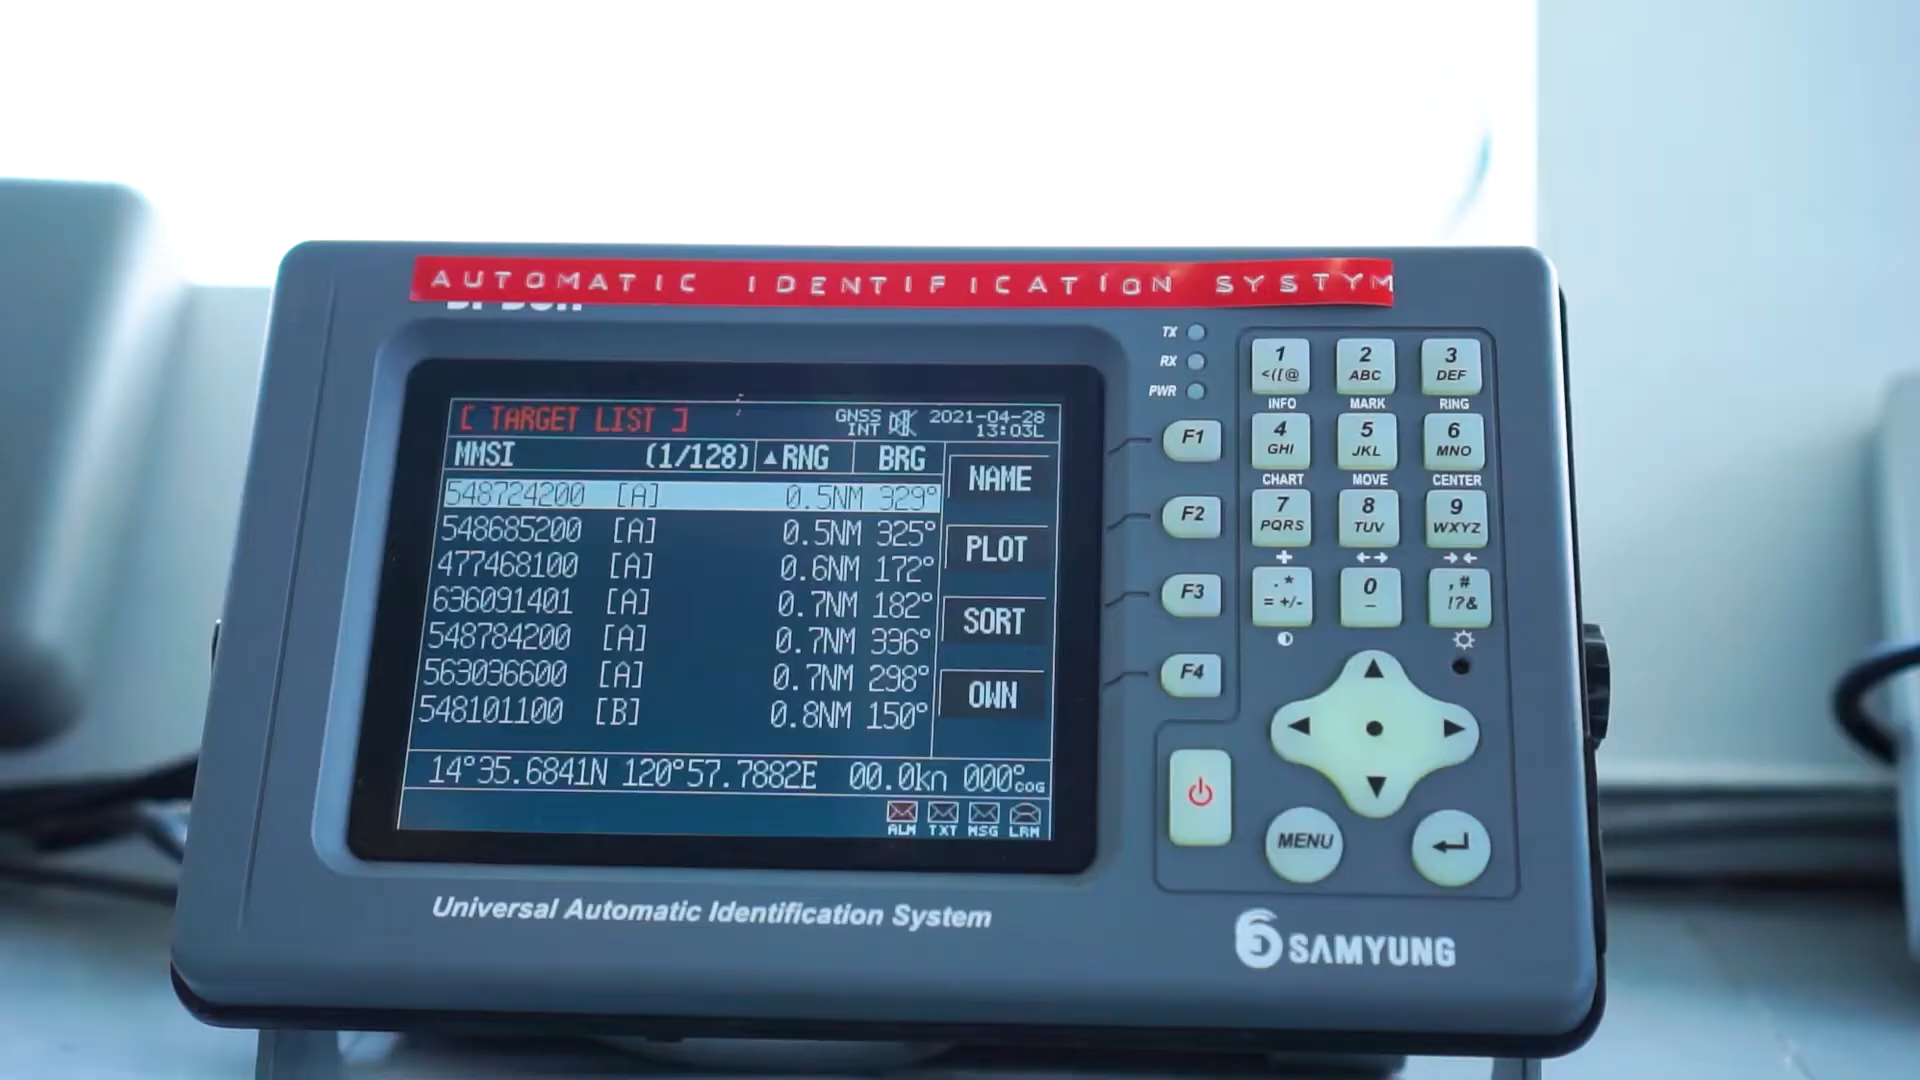 AUTOMATIC IDENTIFICATION SYSTYM
[ TARGET LIST ]
GNSS
INT
2021-04-28
13:03L
MMSI (1/128) ▲RNG BRG
548724200 [A] 0.5NM 329°
548685200 [A] 0.5NM 325°
477468100 [A] 0.6NM 172°
636091401 [A] 0.7NM 182°
548784200 [A] 0.7NM 336°
563036600 [A] 0.7NM 298°
548101100 [B] 0.8NM 150°
NAME
PLOT
SORT
OWN
14°35.6841N 120°57.7882E 00.0kn 000°COG
ALM TXT MSG LRM
TX
RX
PWR
F1
F2
F3
F4
1 2 3
<([@ ABC DEF
INFO MARK RING
4 5 6
GHI JKL MNO
CHART MOVE CENTER
7 8 9
PQRS TUV WXYZ
. * 0 , #
= +/- _ !?&
MENU
Universal Automatic Identification System
SAMYUNG